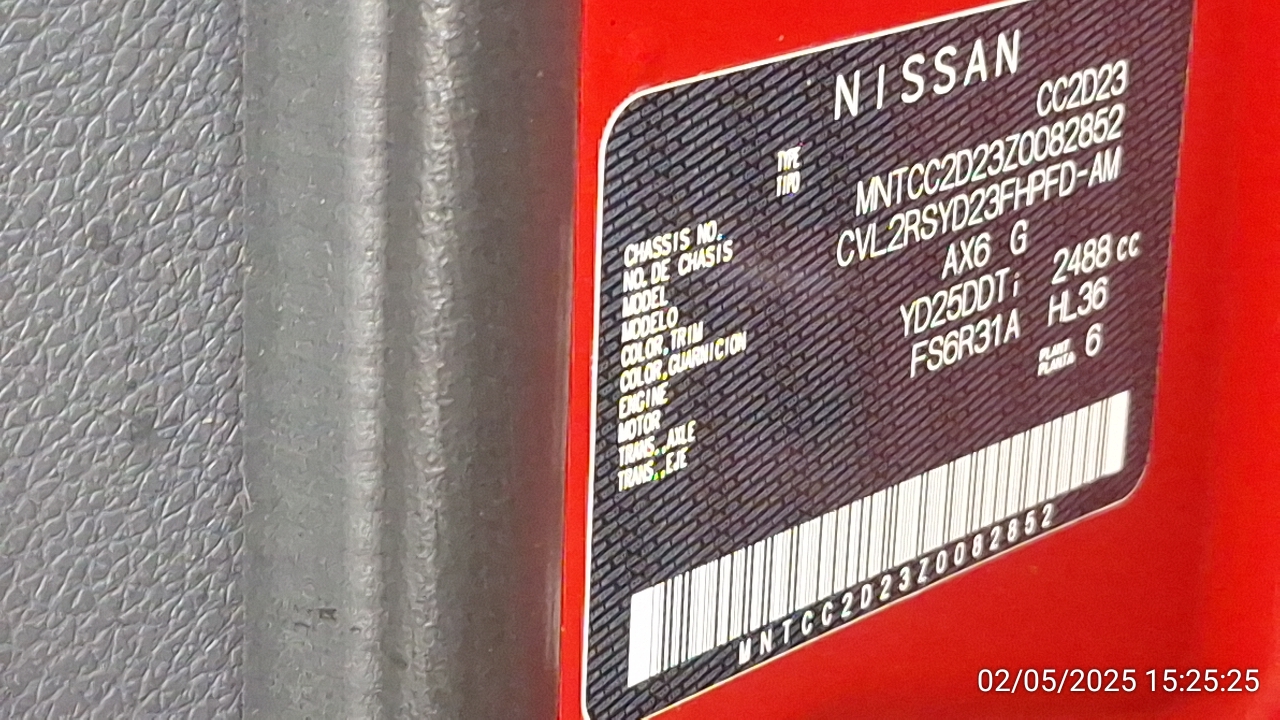 NISSAN
TYPE CC2D23
TIPO
CHASSIS NO. MNTCC2D23Z0082852
NO. DE CHASIS
MODEL CVL2RSYD23FHPFD-AM
MODELO
COLOR,TRIM AX6 G
COLOR,GUARNICION
ENGINE YD25DDTi 2488 cc
MOTOR
TRANS.,AXLE FS6R31A HL36
TRANS.,EJE
PLANT 6
PLANTA
MNTCC2D23Z0082852
02/05/2025 15:25:25